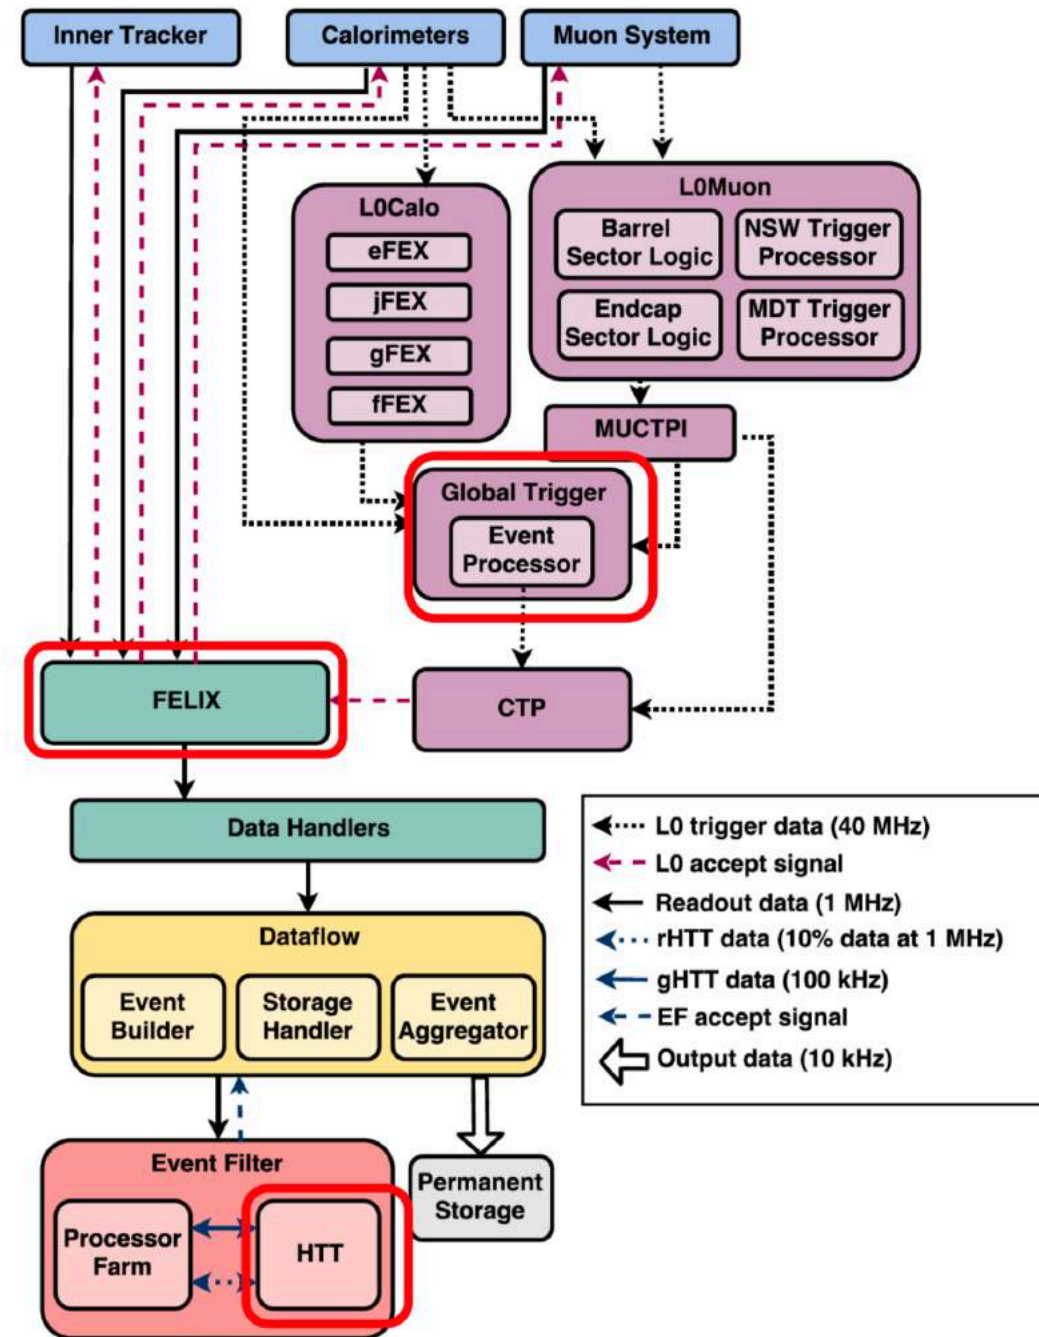 Inner Tracker
Calorimeters
Muon System
L0Calo
eFEX
jFEX
gFEX
fFEX
L0Muon
Barrel
Sector Logic
NSW Trigger
Processor
Endcap
Sector Logic
MDT Trigger
Processor
MUCTPI
Global Trigger
Event
Processor
FELIX
CTP
Data Handlers
Dataflow
Event
Builder
Storage
Handler
Event
Aggregator
Event Filter
Processor
Farm
HTT
Permanent
Storage
L0 trigger data (40 MHz)
L0 accept signal
Readout data (1 MHz)
rHTT data (10% data at 1 MHz)
gHTT data (100 kHz)
EF accept signal
Output data (10 kHz)